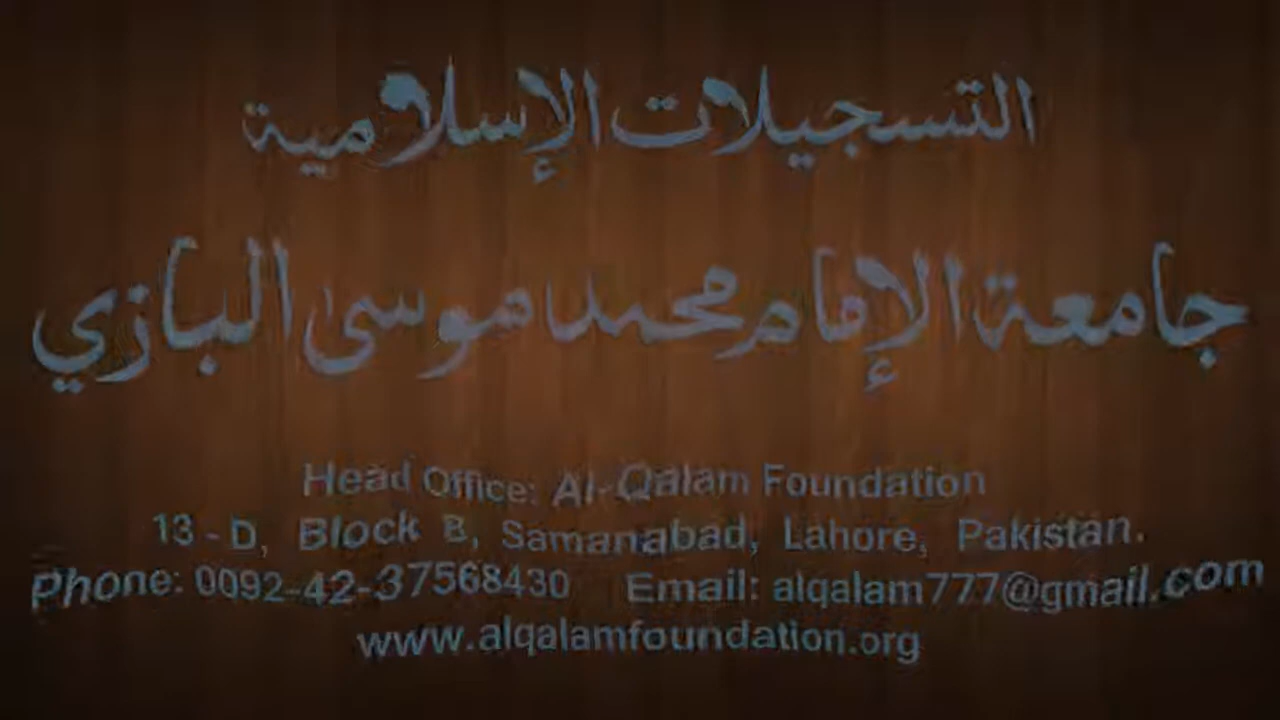 التسجيلات الإسلامية
جامعة الإمام محمد موسىٰ البازي
Head Office: Al-Qalam Foundation
13 - D, Block B, Samanabad, Lahore, Pakistan.
Phone: 0092-42-37568430 Email: alqalam777@gmail.com
www.alqalamfoundation.org